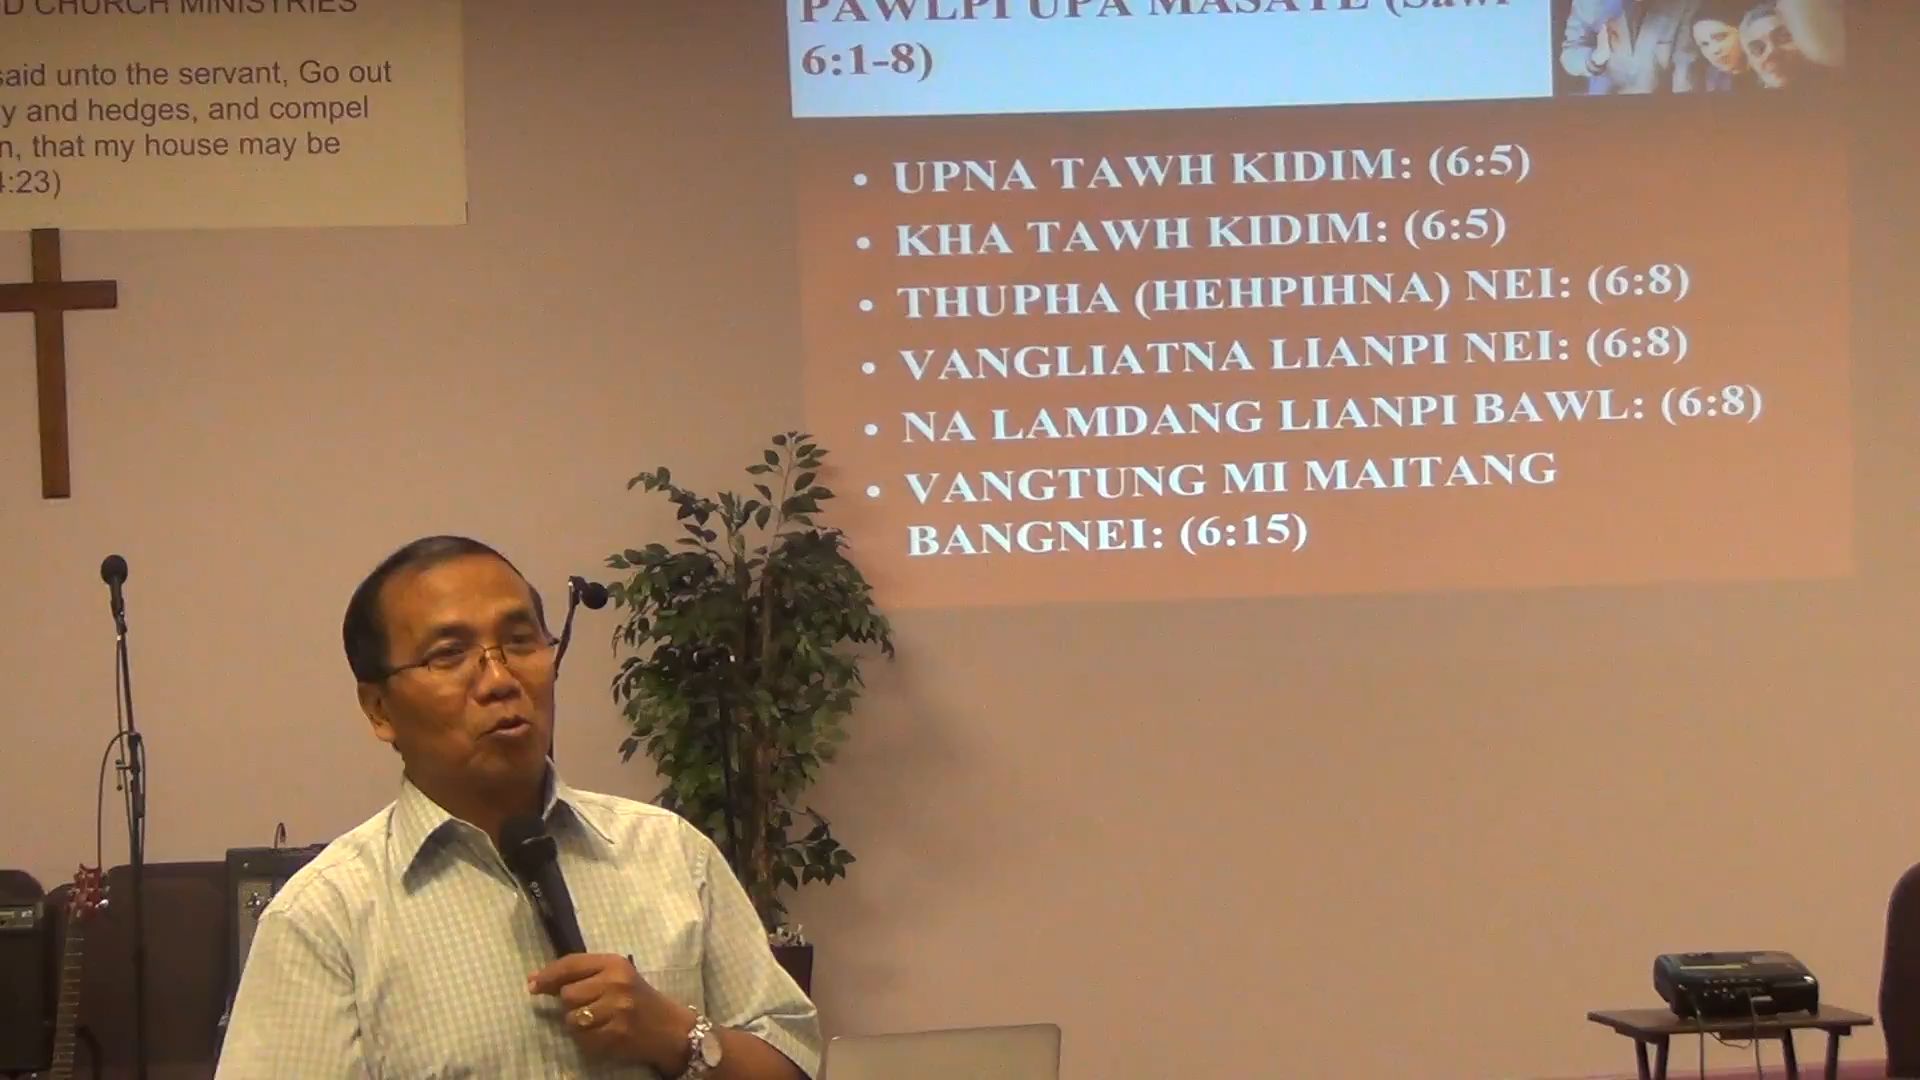 D CHURCH MINISTRIES
said unto the servant, Go out
y and hedges, and compel
n, that my house may be
4:23)
PAWLPI UPA MASATE (Sawl
6:1-8)
• UPNA TAWH KIDIM: (6:5)
• KHA TAWH KIDIM: (6:5)
• THUPHA (HEHPIHNA) NEI: (6:8)
• VANGLIATNA LIANPI NEI: (6:8)
• NA LAMDANG LIANPI BAWL: (6:8)
• VANGTUNG MI MAITANG
BANGNEI: (6:15)